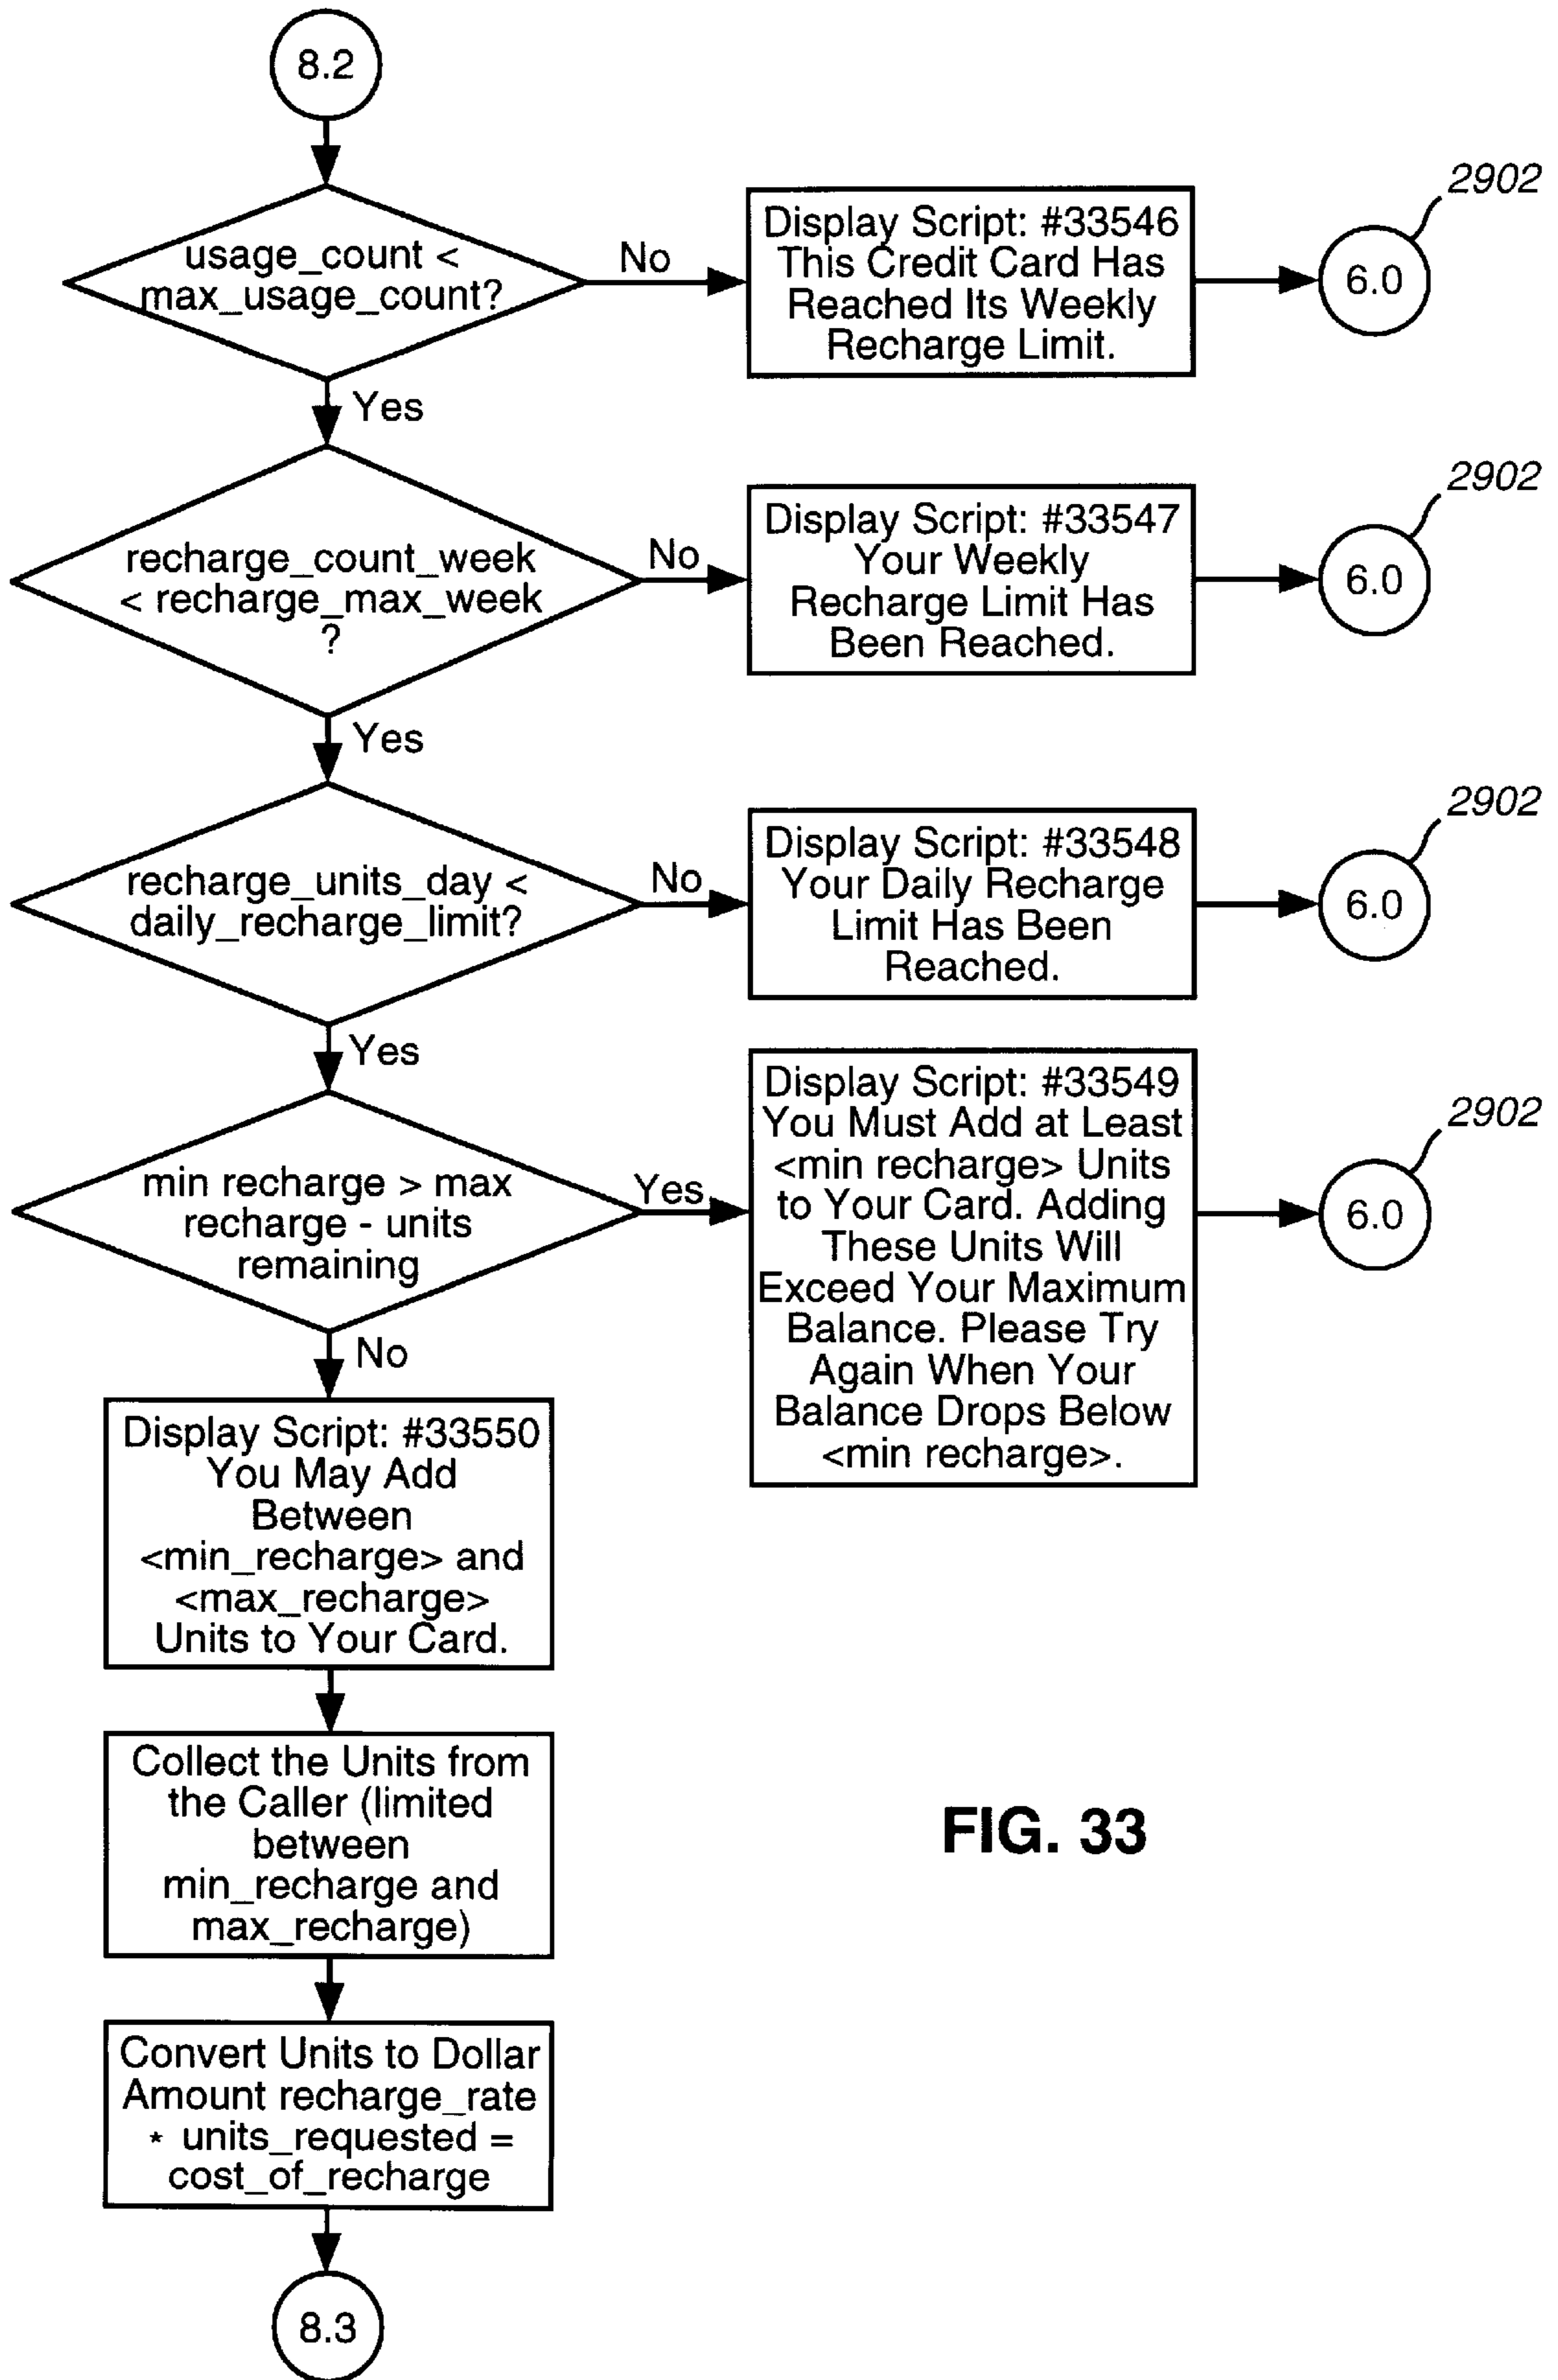 8.2
usage_count <
max_usage_count?
No
Display Script: #33546
This Credit Card Has
Reached Its Weekly
Recharge Limit.
2902
6.0
Yes
recharge_count_week
< recharge_max_week
?
No
Display Script: #33547
Your Weekly
Recharge Limit Has
Been Reached.
2902
6.0
Yes
recharge_units_day <
daily_recharge_limit?
No
Display Script: #33548
Your Daily Recharge
Limit Has Been
Reached.
2902
6.0
Yes
min recharge > max
recharge - units
remaining
Yes
Display Script: #33549
You Must Add at Least
<min recharge> Units
to Your Card. Adding
These Units Will
Exceed Your Maximum
Balance. Please Try
Again When Your
Balance Drops Below
<min recharge>.
2902
6.0
No
Display Script: #33550
You May Add
Between
<min_recharge> and
<max_recharge>
Units to Your Card.
Collect the Units from
the Caller (limited
between
min_recharge and
max_recharge)
Convert Units to Dollar
Amount recharge_rate
* units_requested =
cost_of_recharge
8.3
FIG. 33